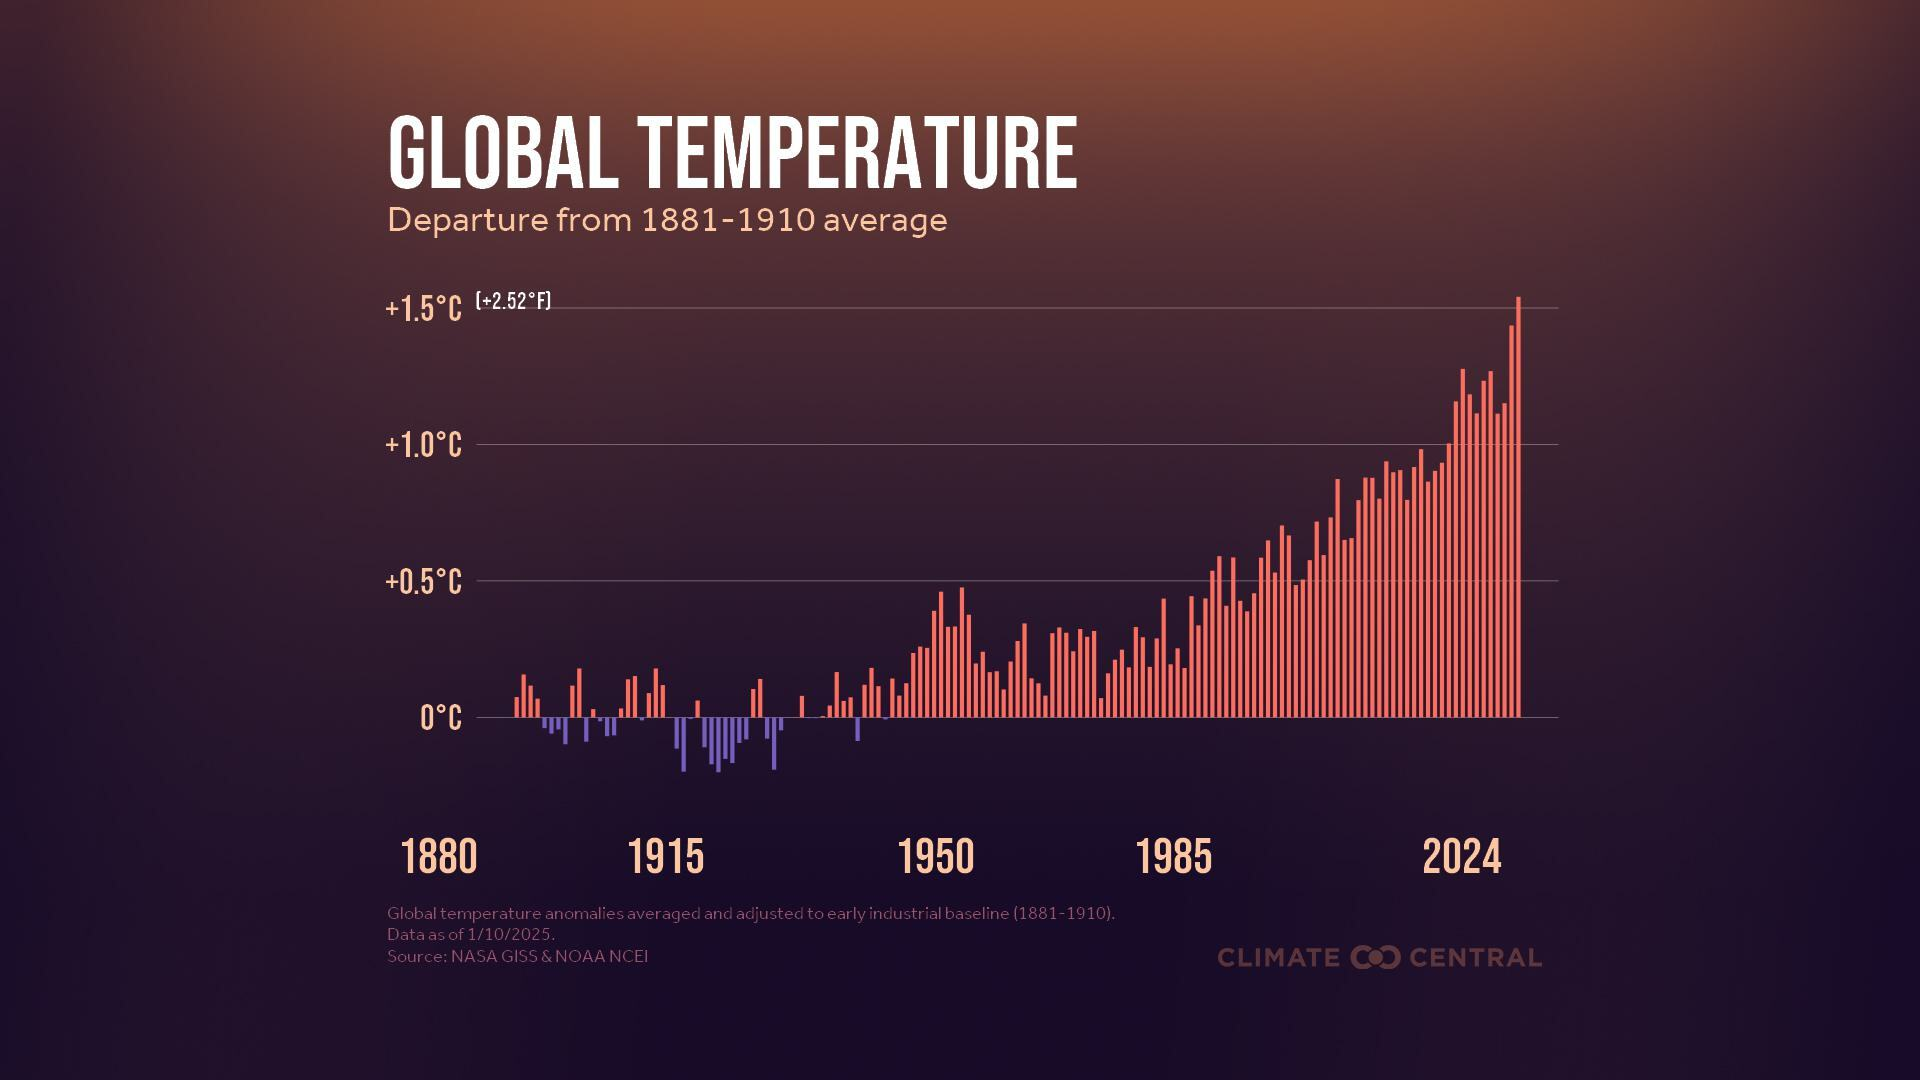 GLOBAL TEMPERATURE
Departure from 1881-1910 average
+1.5°C (+2.52°F)
+1.0°C
+0.5°C
0°C
1880 1915 1950 1985 2024
Global temperature anomalies averaged and adjusted to early industrial baseline (1881-1910).
Data as of 1/10/2025.
Source: NASA GISS & NOAA NCEI
CLIMATE CENTRAL